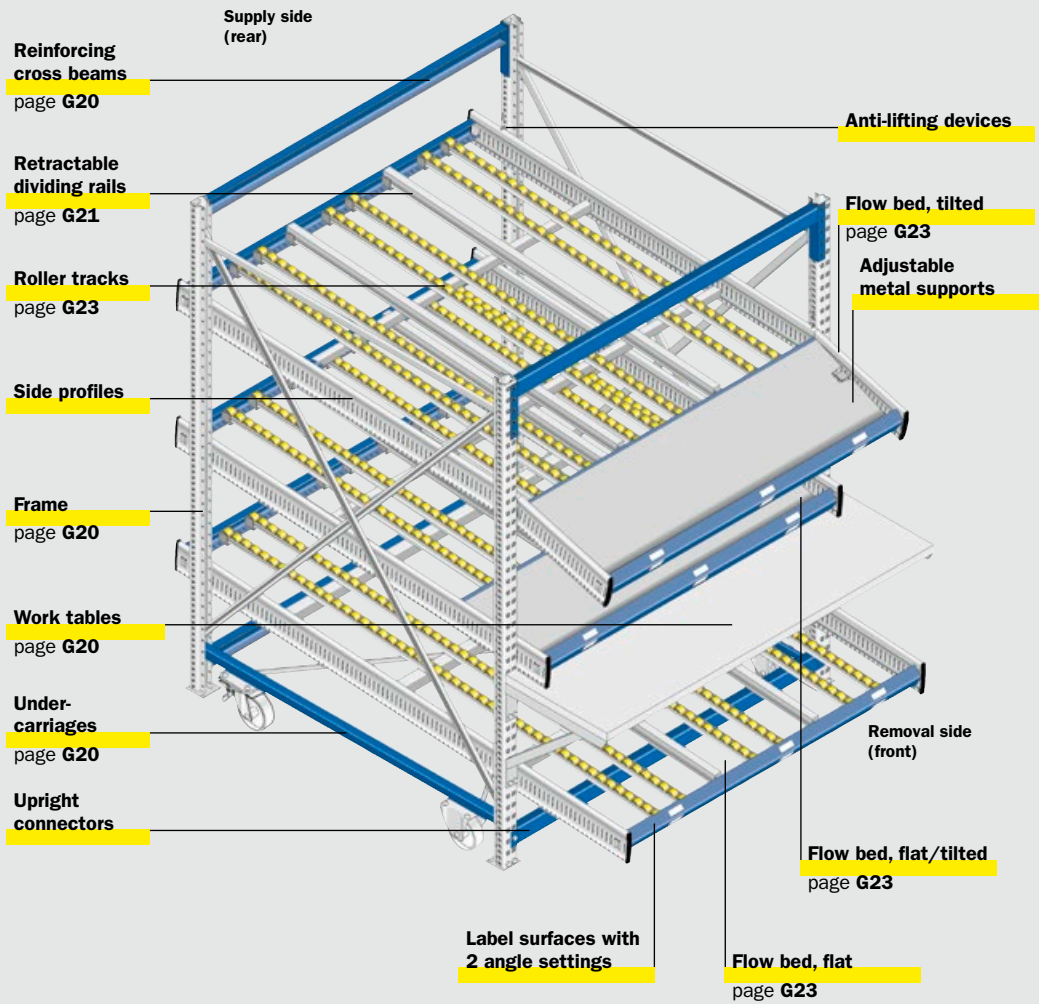 Supply side
(rear)
Reinforcing
cross beams
page G20
Retractable
dividing rails
page G21
Roller tracks
page G23
Side profiles
Frame
page G20
Work tables
page G20
Under-
carriages
page G20
Upright
connectors
Anti-lifting devices
Flow bed, tilted
page G23
Adjustable
metal supports
Removal side
(front)
Flow bed, flat/tilted
page G23
Label surfaces with
2 angle settings
Flow bed, flat
page G23